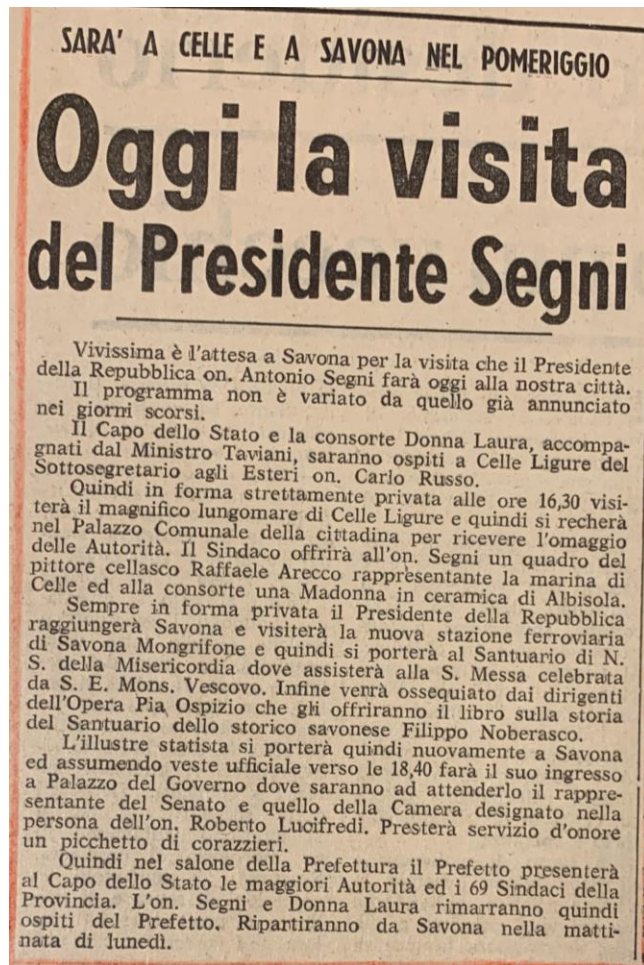 SARA' A CELLE E A SAVONA NEL POMERIGGIO
Oggi la visita
del Presidente Segni
Vivissima è l'attesa a Savona per la visita che il Presidente
della Repubblica on. Antonio Segni farà oggi alla nostra città.
Il programma non è variato da quello già annunciato
nei giorni scorsi.
Il Capo dello Stato e la consorte Donna Laura, accompa-
gnati dal Ministro Taviani, saranno ospiti a Celle Ligure del
Sottosegretario agli Esteri on. Carlo Russo.
Quindi in forma strettamente privata alle ore 16,30 visi-
terà il magnifico lungomare di Celle Ligure e quindi si recherà
nel Palazzo Comunale della cittadina per ricevere l'omaggio
delle Autorità. Il Sindaco offrirà all'on. Segni un quadro del
pittore cellasco Raffaele Arecco rappresentante la marina di
Celle ed alla consorte una Madonna in ceramica di Albisola.
Sempre in forma privata il Presidente della Repubblica
raggiungerà Savona e visiterà la nuova stazione ferroviaria
di Savona Mongrifone e quindi si porterà al Santuario di N.
S. della Misericordia dove assisterà alla S. Messa celebrata
da S. E. Mons. Vescovo. Infine verrà ossequiato dai dirigenti
dell'Opera Pia Ospizio che gli offriranno il libro sulla storia
del Santuario dello storico savonese Filippo Noberasco.
L'illustre statista si porterà quindi nuovamente a Savona
ed assumendo veste ufficiale verso le 18,40 farà il suo ingresso
a Palazzo del Governo dove saranno ad attenderlo il rappre-
sentante del Senato e quello della Camera designato nella
persona dell'on. Roberto Lucifredi. Presterà servizio d'onore
un picchetto di corazzieri.
Quindi nel salone della Prefettura il Prefetto presenterà
al Capo dello Stato le maggiori Autorità ed i 69 Sindaci della
Provincia. L'on. Segni e Donna Laura rimarranno quindi
ospiti del Prefetto. Ripartiranno da Savona nella matti-
nata di lunedì.